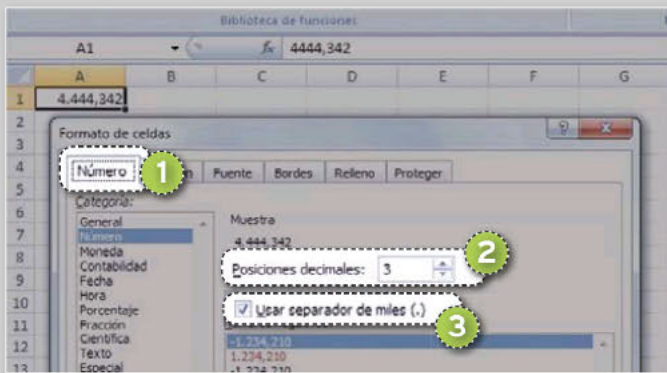 Biblioteca de funciones
A1 fx 4444,342
A B C D E F G
1 4.444,342
2
3
4
5
6
7
8
9
10
11
12
13
Formato de celdas
Número 1 Fuente Bordes Relleno Proteger
Categoría:
General
Número
Moneda
Contabilidad
Fecha
Hora
Porcentaje
Fracción
Científica
Texto
Especial
Muestra
4.444,342
Posiciones decimales: 3
2
Usar separador de miles (.)
3
-1.234,210
1.234,210
-1.234,210